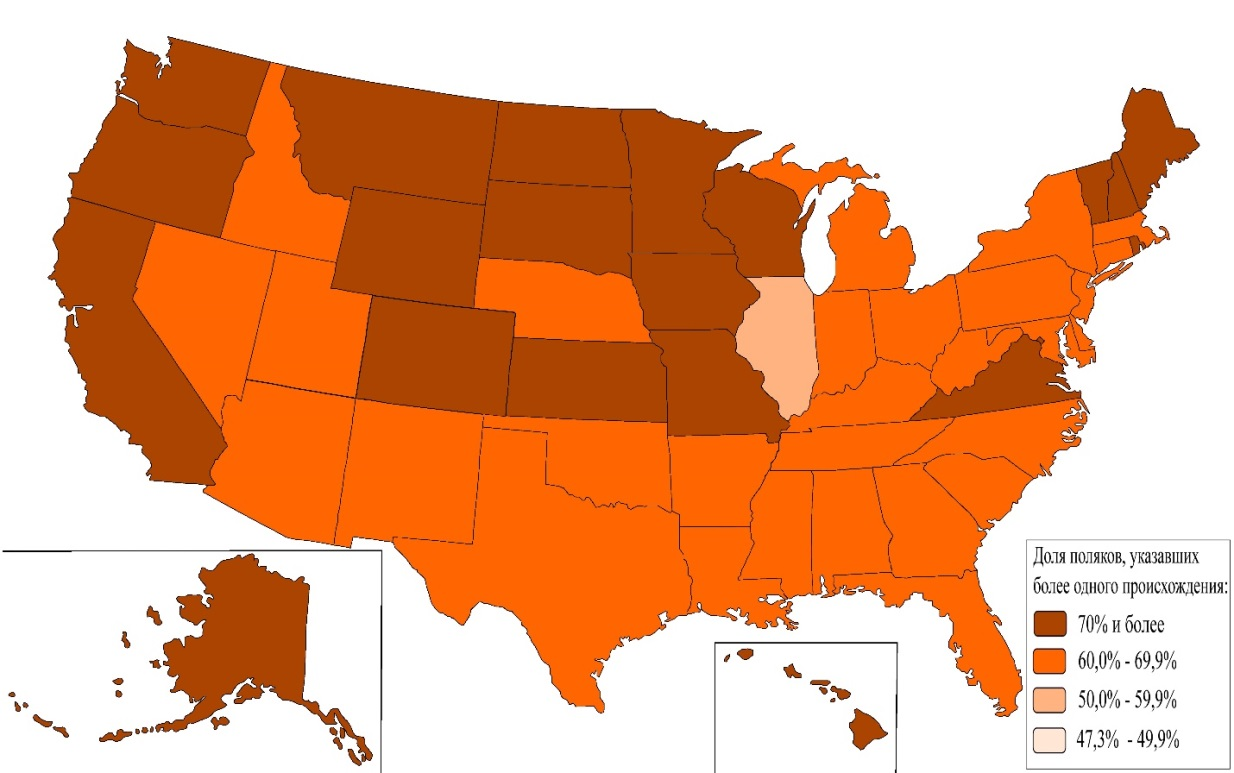 Доля поляков, указавших
более одного происхождения:
70% и более
60,0% - 69,9%
50,0% - 59,9%
47,3% - 49,9%